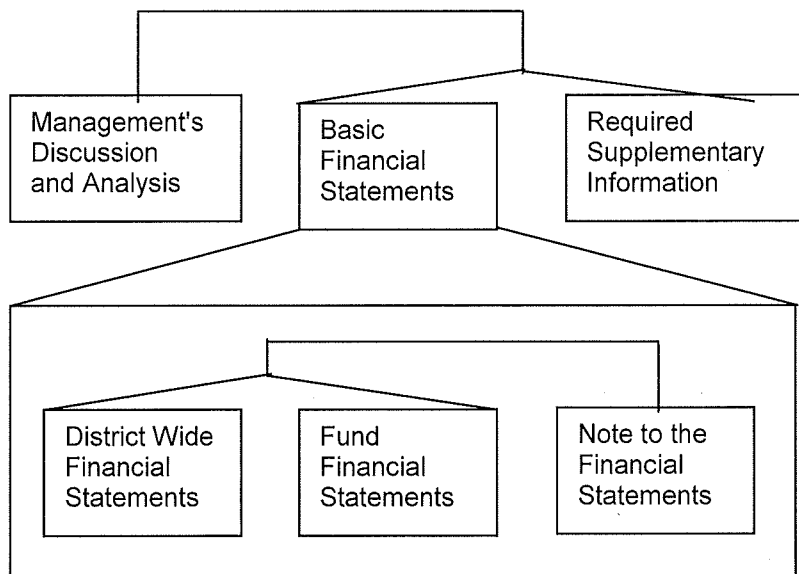 Management's
Discussion
and Analysis
Basic
Financial
Statements
Required
Supplementary
Information
District Wide
Financial
Statements
Fund
Financial
Statements
Note to the
Financial
Statements